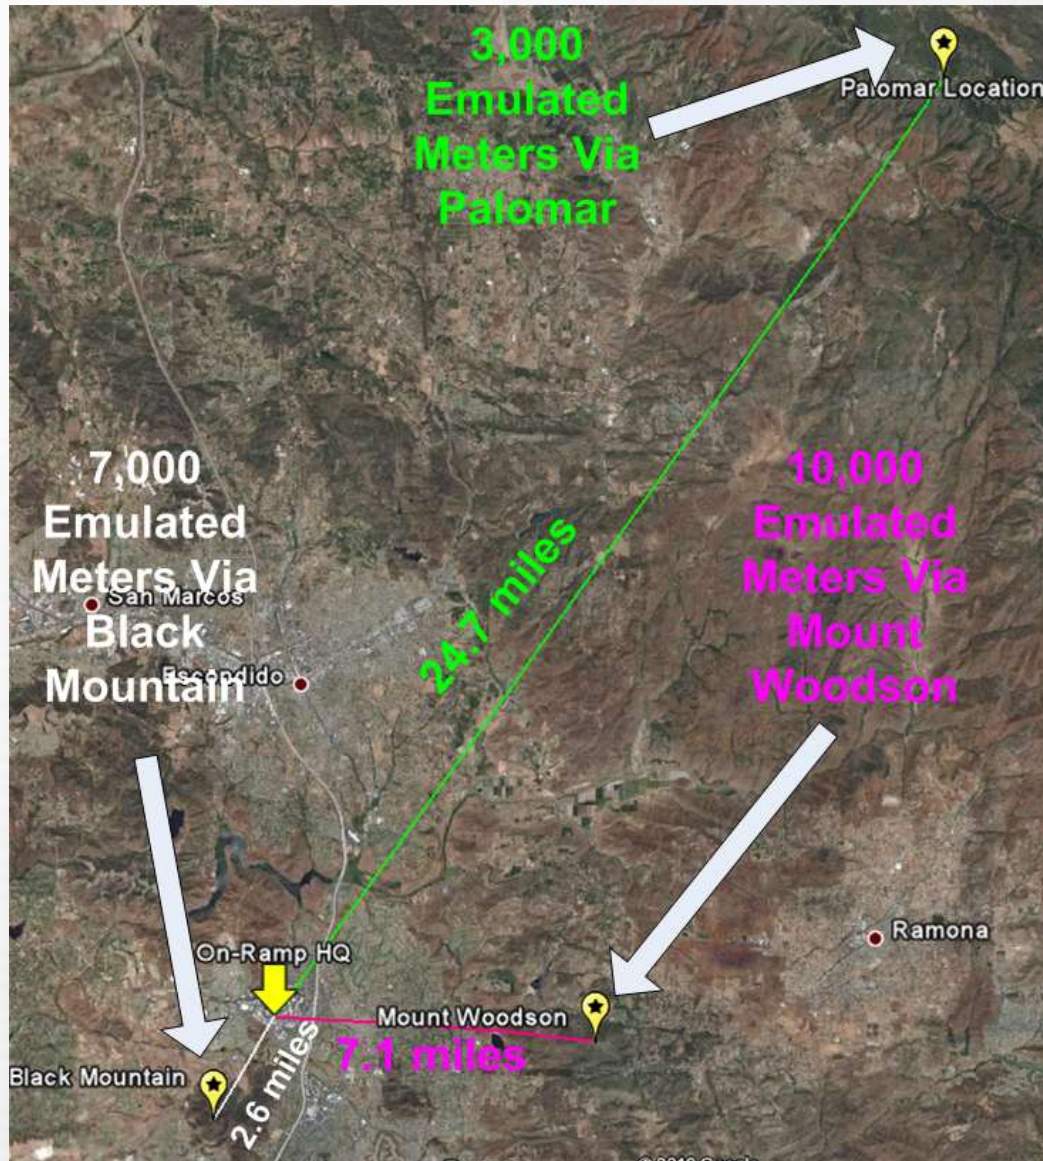 3,000
Emulated
Meters Via
Palomar
Palomar Location
7,000
Emulated
Meters Via
Black
Mountain
San Marcos
Escondido
24.7 miles
10,000
Emulated
Meters Via
Mount
Woodson
Ramona
On-Ramp HQ
Mount Woodson
7.1 miles
Black Mountain
2.6 miles